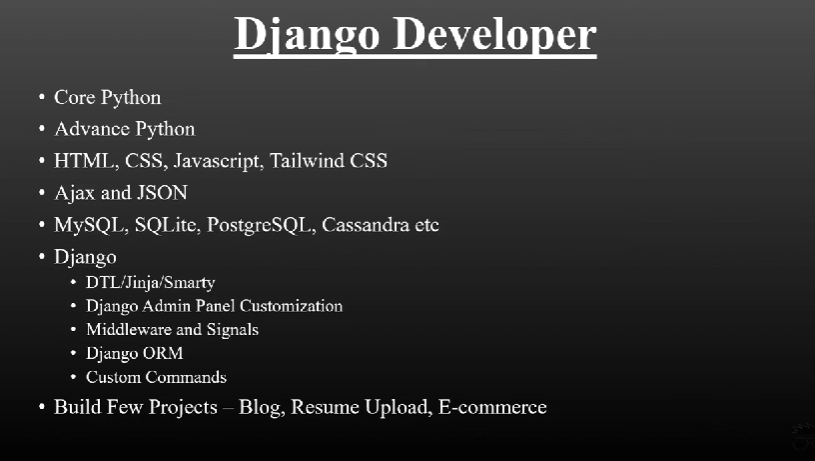 Django Developer
• Core Python
• Advance Python
• HTML, CSS, Javascript, Tailwind CSS
• Ajax and JSON
• MySQL, SQLite, PostgreSQL, Cassandra etc
• Django
• DTL/Jinja/Smarty
• Django Admin Panel Customization
• Middleware and Signals
• Django ORM
• Custom Commands
• Build Few Projects – Blog, Resume Upload, E-commerce